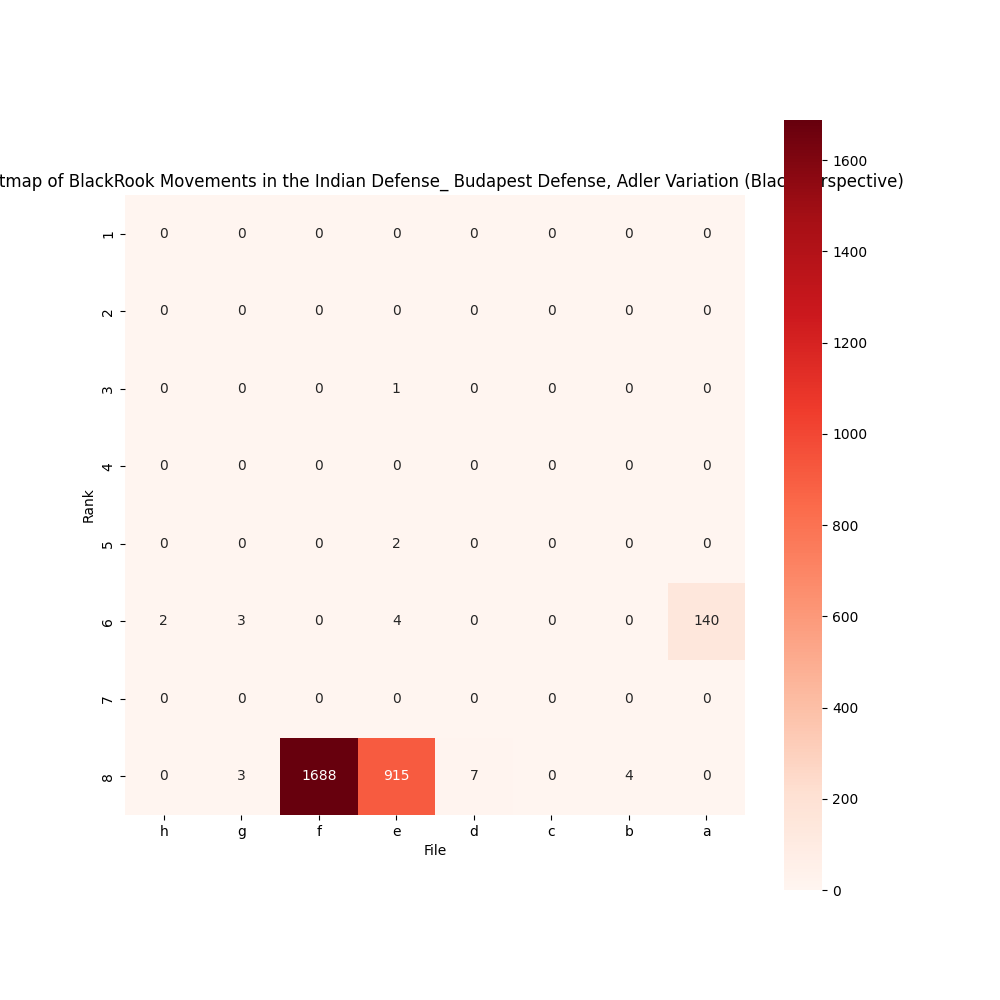 tmap of BlackRook Movements in the Indian Defense_ Budapest Defense, Adler Variation (Blac rspective)
1 0 0 0 0 0 0 0 0
2 0 0 0 0 0 0 0 0
3 0 0 0 1 0 0 0 0
4 0 0 0 0 0 0 0 0
5 0 0 0 2 0 0 0 0
6 2 3 0 4 0 0 0 140
7 0 0 0 0 0 0 0 0
8 0 3 1688 915 7 0 4 0
h g f e d c b a
File
Rank
1600
1400
1200
1000
800
600
400
200
0